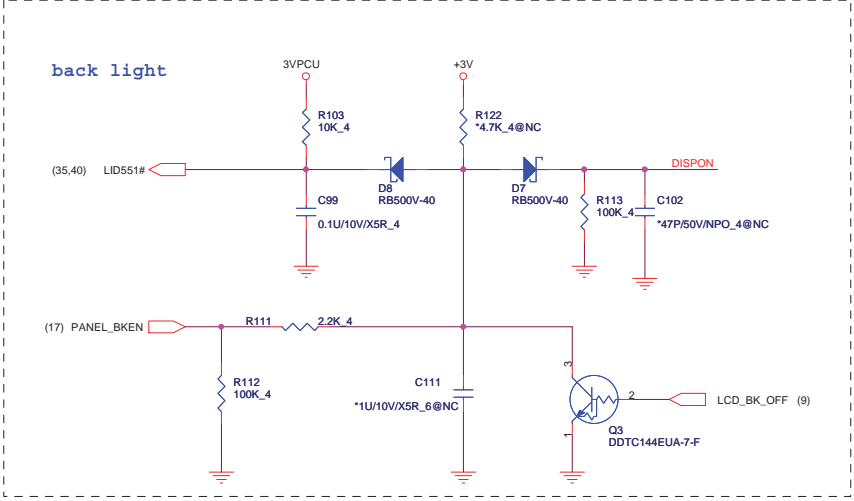 back light
3VPCU
+3V
R103
10K_4
R122
*4.7K_4@NC
(35,40) LID551#
DISPON
D8
RB500V-40
D7
RB500V-40
C99
0.1U/10V/X5R_4
R113
100K_4
C102
*47P/50V/NPO_4@NC
(17) PANEL_BKEN
R111 2.2K_4
R112
100K_4
C111
*1U/10V/X5R_6@NC
3
2
1
LCD_BK_OFF (9)
Q3
DDTC144EUA-7-F